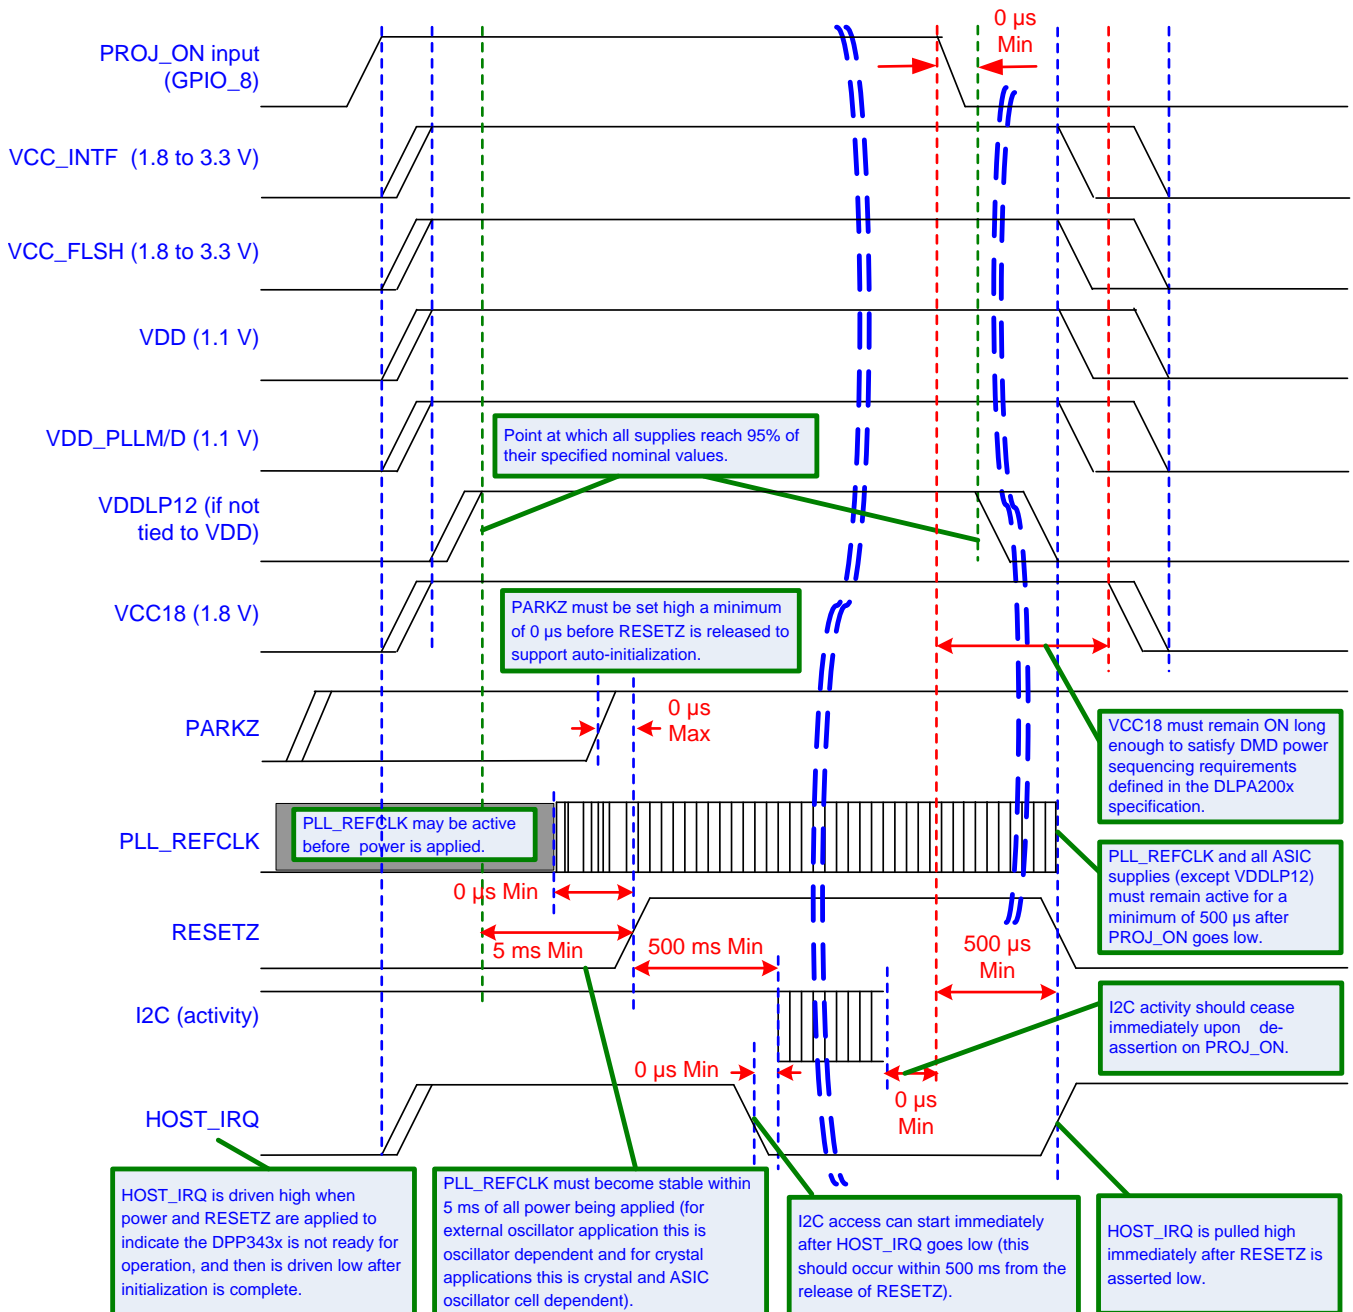 0 µs
Min
PROJ_ON input
(GPIO_8)
VCC_INTF (1.8 to 3.3 V)
VCC_FLSH (1.8 to 3.3 V)
VDD (1.1 V)
VDD_PLLM/D (1.1 V)
Point at which all supplies reach 95% of
their specified nominal values.
VDDLP12 (if not
tied to VDD)
VCC18 (1.8 V)
PARKZ must be set high a minimum
of 0 µs before RESETZ is released to
support auto-initialization.
PARKZ
0 µs
Max
VCC18 must remain ON long
enough to satisfy DMD power
sequencing requirements
defined in the DLPA200x
specification.
PLL_REFCLK
PLL_REFCLK may be active
before power is applied.
PLL_REFCLK and all ASIC
supplies (except VDDLP12)
must remain active for a
minimum of 500 µs after
PROJ_ON goes low.
0 µs Min
RESETZ
5 ms Min
500 ms Min
500 µs
Min
I2C (activity)
I2C activity should cease
immediately upon de-
assertion on PROJ_ON.
0 µs Min
0 µs
Min
HOST_IRQ
HOST_IRQ is driven high when
power and RESETZ are applied to
indicate the DPP343x is not ready for
operation, and then is driven low after
initialization is complete.
PLL_REFCLK must become stable within
5 ms of all power being applied (for
external oscillator application this is
oscillator dependent and for crystal
applications this is crystal and ASIC
oscillator cell dependent).
I2C access can start immediately
after HOST_IRQ goes low (this
should occur within 500 ms from the
release of RESETZ).
HOST_IRQ is pulled high
immediately after RESETZ is
asserted low.